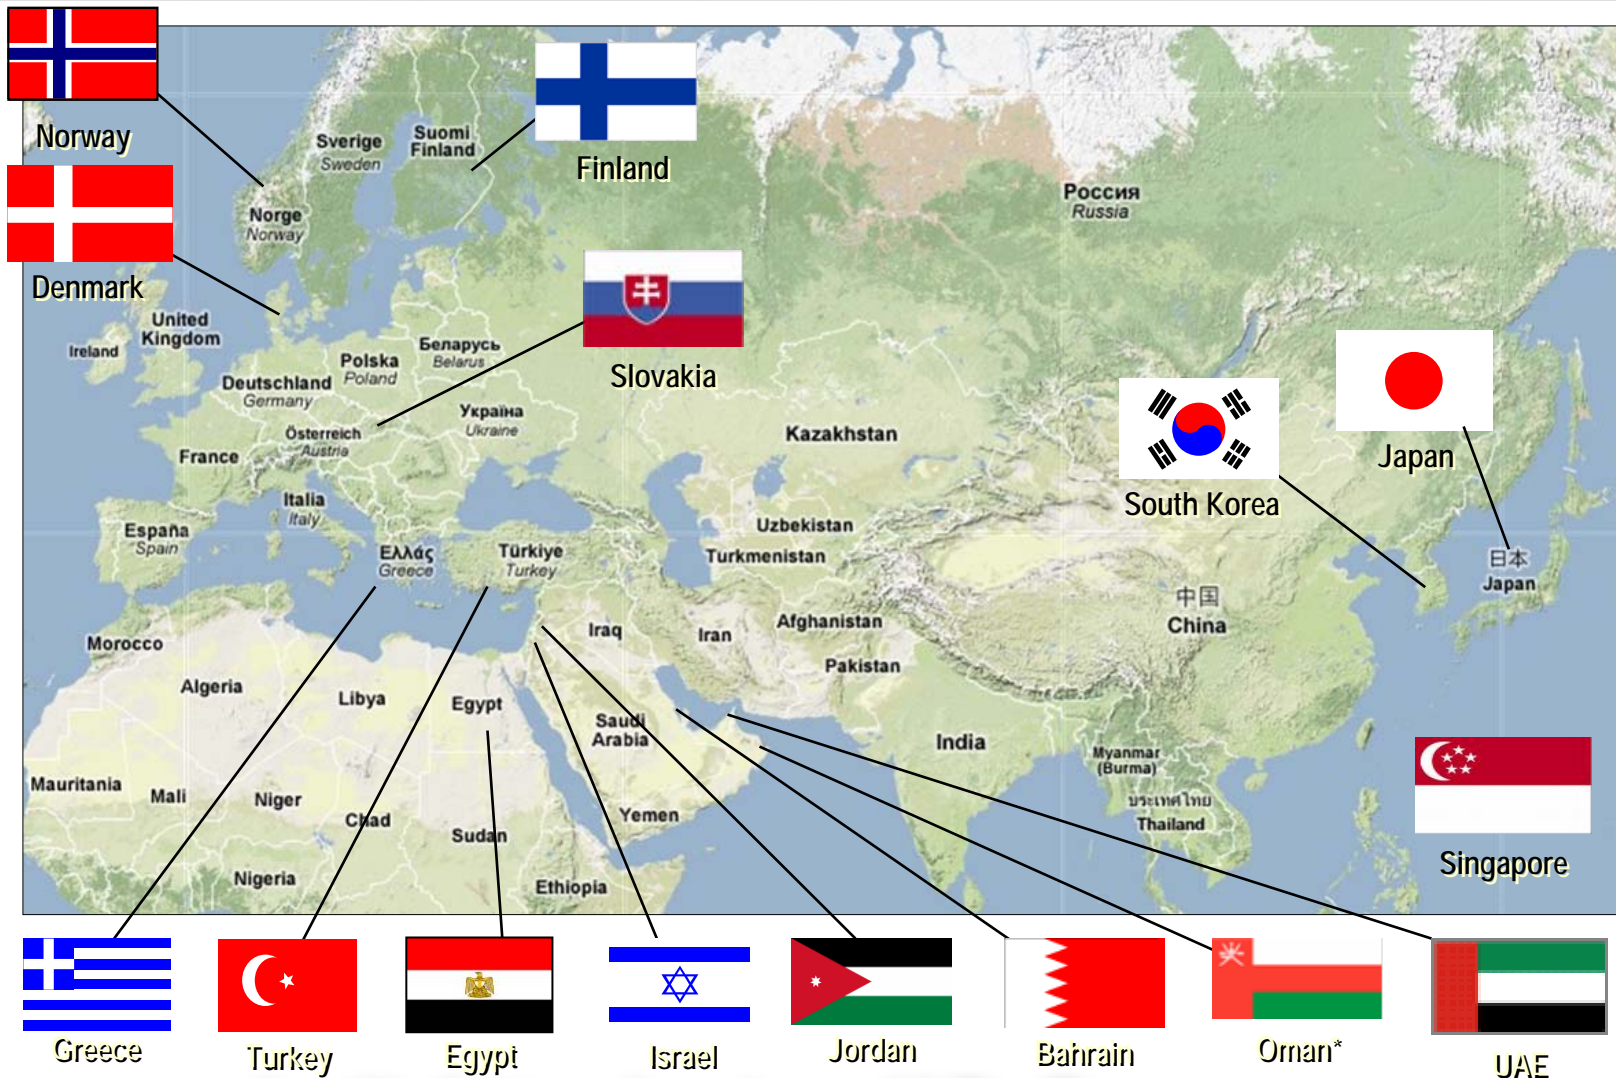 Norway
Finland
Denmark
Slovakia
Japan
South Korea
Singapore
Sverige
Sweden
Suomi
Finland
Norge
Norway
Россия
Russia
United
Kingdom
Ireland
Беларусь
Belarus
Polska
Poland
Deutschland
Germany
Україна
Ukraine
Österreich
Austria
France
Kazakhstan
Italia
Italy
España
Spain
Ελλάς
Greece
Türkiye
Turkey
Uzbekistan
Turkmenistan
日本
Japan
中国
China
Afghanistan
Iraq
Iran
Pakistan
Morocco
Algeria
Libya
Egypt
Saudi
Arabia
India
Myanmar
(Burma)
ประเทศไทย
Thailand
Mauritania
Mali
Niger
Chad
Sudan
Yemen
Nigeria
Ethiopia
Greece
Turkey
Egypt
Israel
Jordan
Bahrain
Oman*
UAE